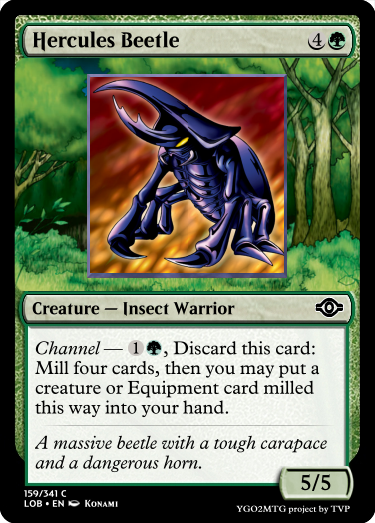 Hercules Beetle 4
Creature — Insect Warrior
Channel — 1, Discard this card:
Mill four cards, then you may put a
creature or Equipment card milled
this way into your hand.
A massive beetle with a tough carapace
and a dangerous horn.
5/5
159/341 C
LOB • EN Konami
YGO2MTG project by TVP